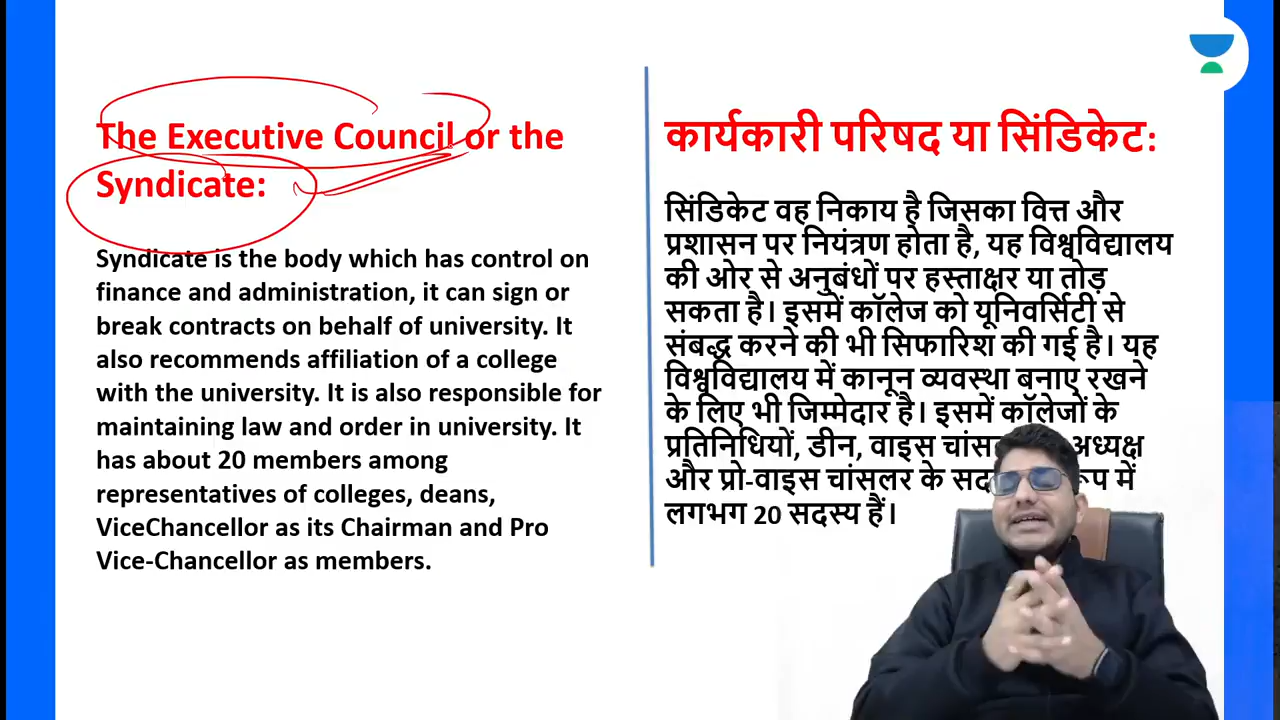 The Executive Council or the
Syndicate:
Syndicate is the body which has control on
finance and administration, it can sign or
break contracts on behalf of university. It
also recommends affiliation of a college
with the university. It is also responsible for
maintaining law and order in university. It
has about 20 members among
representatives of colleges, deans,
ViceChancellor as its Chairman and Pro
Vice-Chancellor as members.
कार्यकारी परिषद या सिंडिकेट:
सिंडिकेट वह निकाय है जिसका वित्त और
प्रशासन पर नियंत्रण होता है, यह विश्वविद्यालय
की ओर से अनुबंधों पर हस्ताक्षर या तोड़
सकता है। इसमें कॉलेज को यूनिवर्सिटी से
संबद्ध करने की भी सिफारिश की गई है। यह
विश्वविद्यालय में कानून व्यवस्था बनाए रखने
के लिए भी जिम्मेदार है। इसमें कॉलेजों के
प्रतिनिधियों, डीन, वाइस अध्यक्ष
और प्रो-वाइस चांसलर के में
लगभग 20 सदस्य हैं।